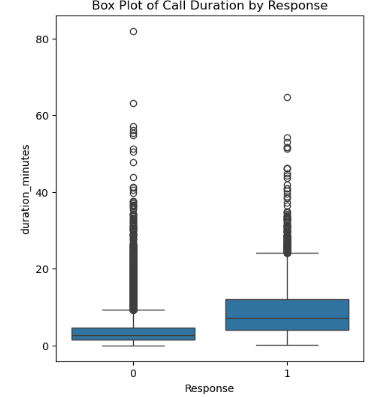 Box Plot of Call Duration by Response
80
60
40
20
0
duration_minutes
0 1
Response